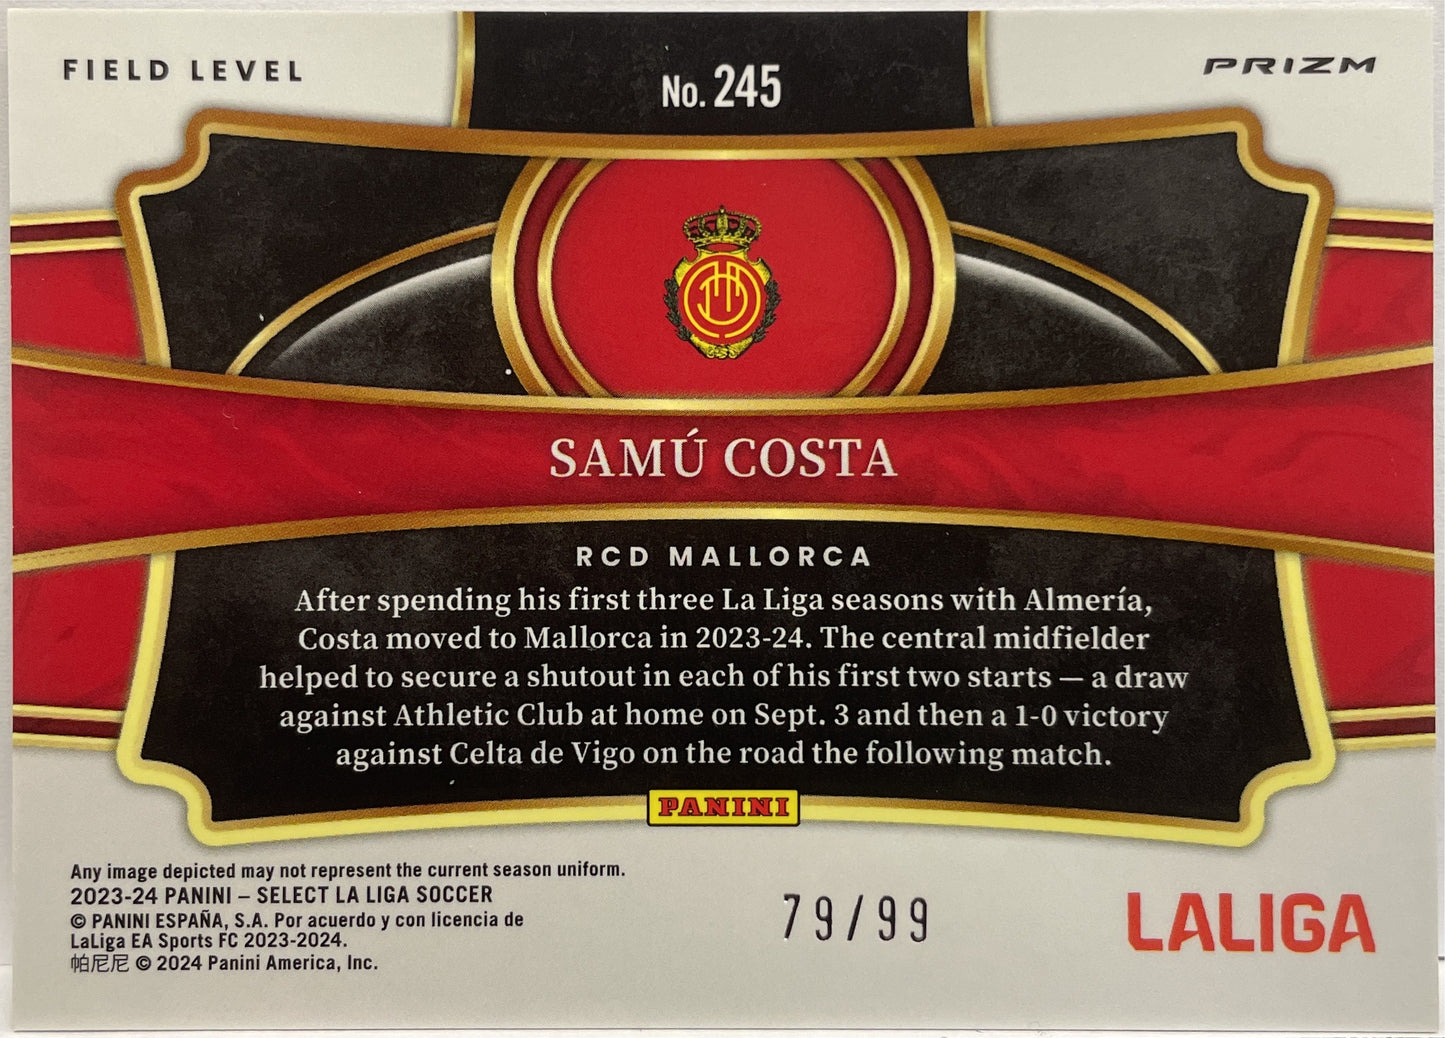 FIELD LEVEL
No. 245
PRIZM
SAMÚ COSTA
RCD MALLORCA
After spending his first three La Liga seasons with Almería,
Costa moved to Mallorca in 2023-24. The central midfielder
helped to secure a shutout in each of his first two starts — a draw
against Athletic Club at home on Sept. 3 and then a 1-0 victory
against Celta de Vigo on the road the following match.
PANINI
Any image depicted may not represent the current season uniform.
2023-24 PANINI – SELECT LA LIGA SOCCER
© PANINI ESPAÑA, S.A. Por acuerdo y con licencia de
LaLiga EA Sports FC 2023-2024.
帕尼尼 © 2024 Panini America, Inc.
79/99
LALIGA